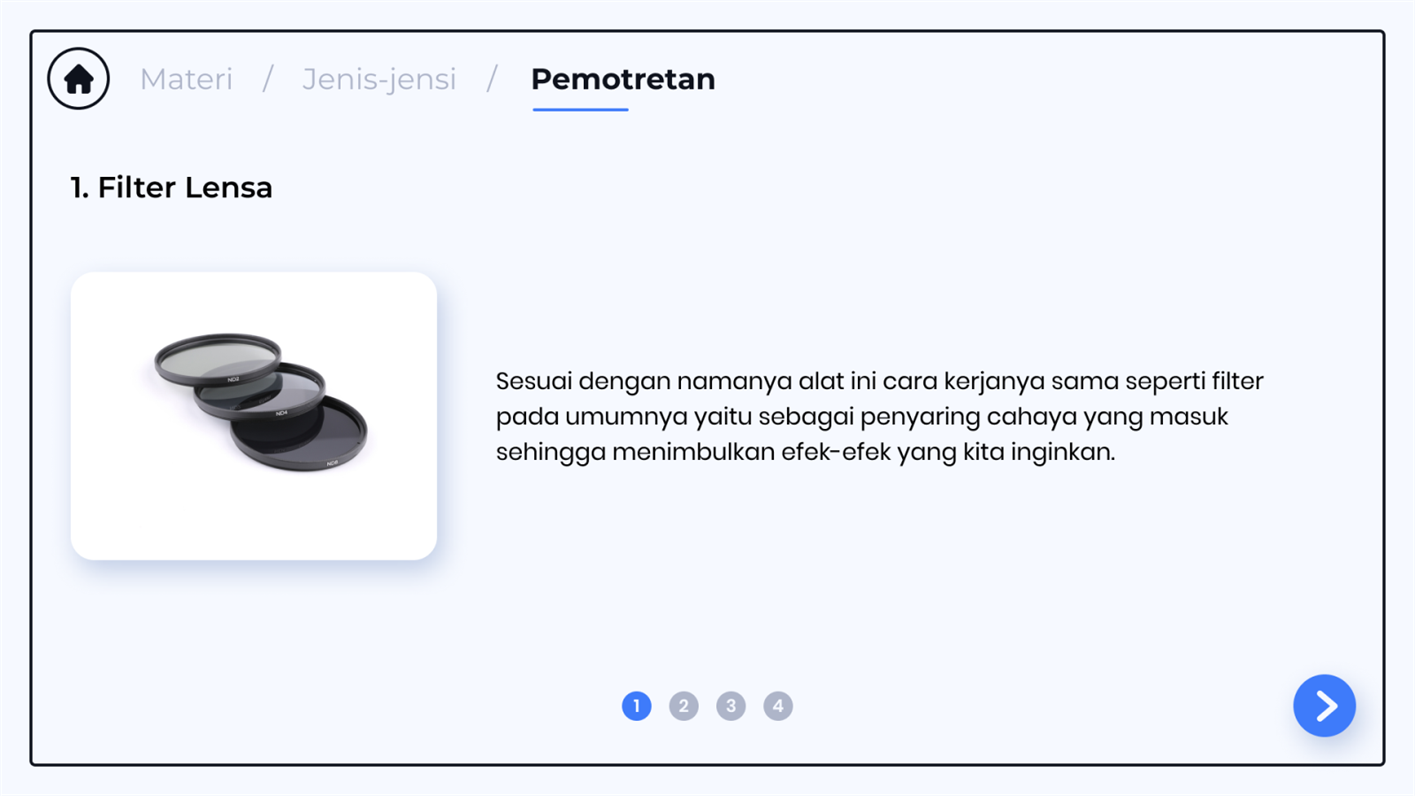 Materi / Jenis-jensi / Pemotretan
1. Filter Lensa
ND2
ND4
Sesuai dengan namanya alat ini cara kerjanya sama seperti filter
pada umumnya yaitu sebagai penyaring cahaya yang masuk
sehingga menimbulkan efek-efek yang kita inginkan.
1 2 3 4